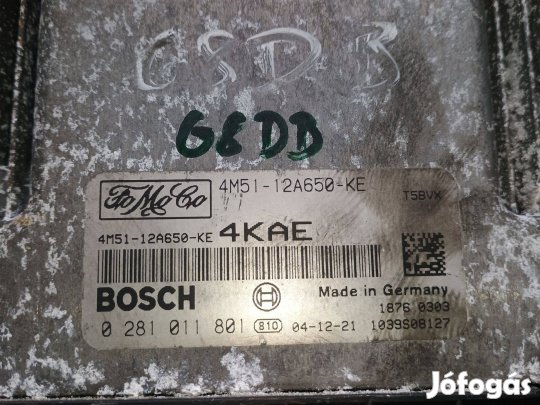 G8DB
G8DB
FoMoCo
4M51-12A650-KE
T5BVX
4M51-12A650-KE 4KAE
BOSCH
Made in Germany
1876 0303
0 281 011 801 810 04-12-21 1039S08127
Jófogás